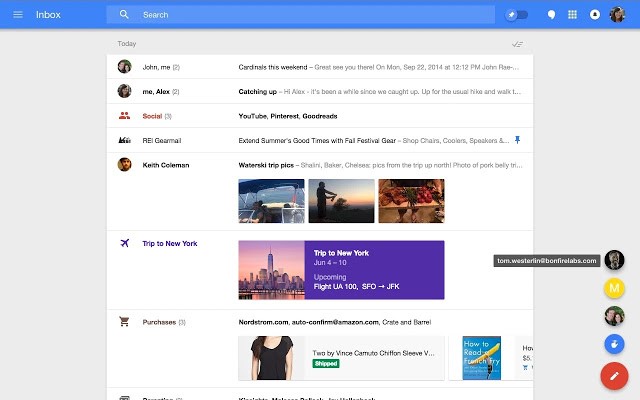 Inbox
Search
Today
John, me (2) Cardinals this weekend – Great see you there! On Mon, Sep 22, 2014 at 12:12 PM John Rae-...
me, Alex (2) Catching up – Hi Alex - it's been a while since we caught up. Up for the usual hike and walk t...
Social (3) YouTube, Pinterest, Goodreads
REI Gearmail Extend Summer's Good Times with Fall Festival Gear – Shop Chairs, Coolers, Speakers &...
Keith Coleman Waterski trip pics – Shalini, Baker, Chelsea: pics from the trip up north! Photo of pork belly tri...
Trip to New York
Trip to New York
Jun 4 – 10
Upcoming
Flight UA 100, SFO → JFK
tom.westerlin@bonfirelabs.com
M
Purchases (3) Nordstrom.com, auto-confirm@amazon.com, Crate and Barrel
Two by Vince Camuto Chiffon Sleeve V...
Shipped
How to
Read a
French Fry
How
$5.